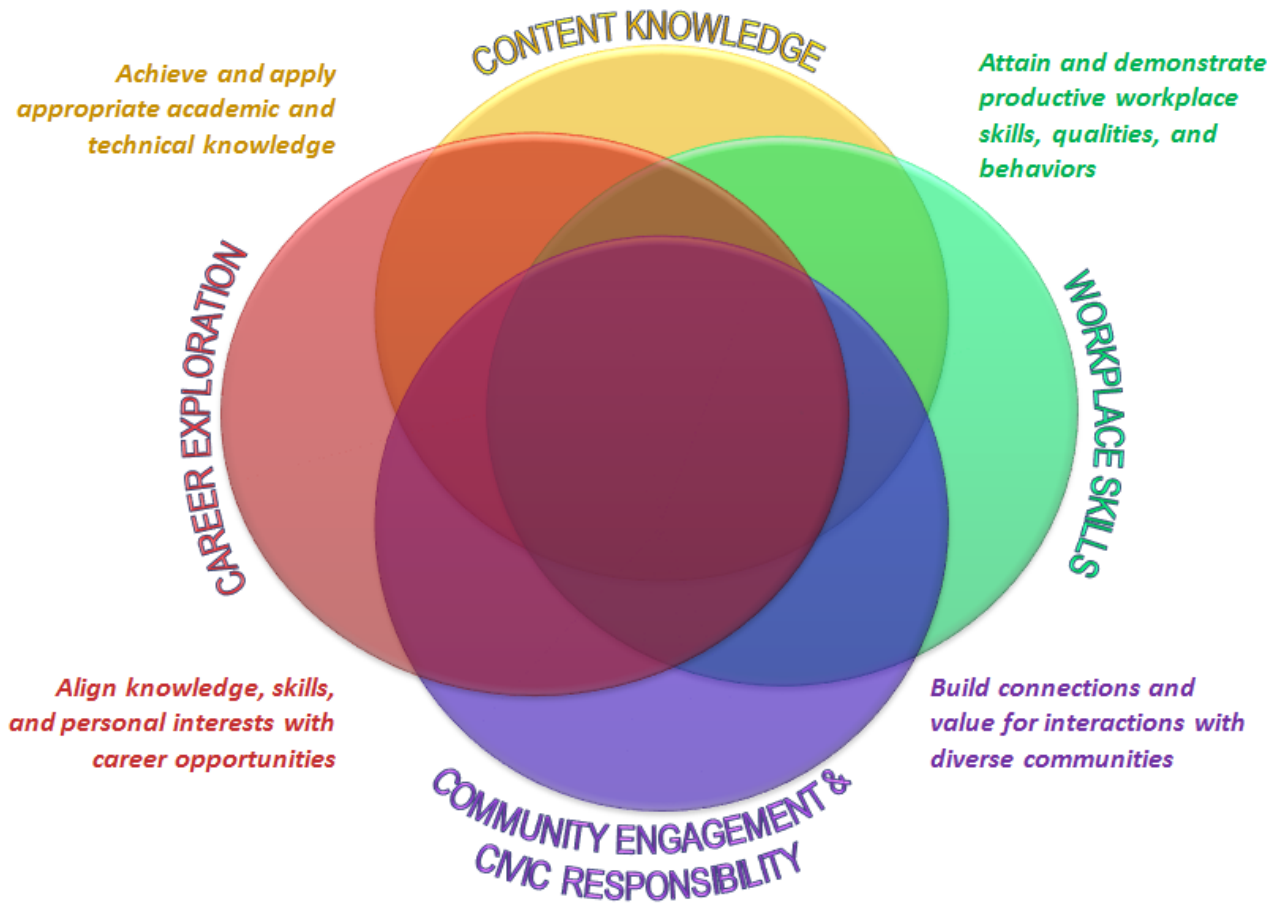 CONTENT KNOWLEDGE
Achieve and apply
appropriate academic and
technical knowledge
Attain and demonstrate
productive workplace
skills, qualities, and
behaviors
CAREER EXPLORATION
WORKPLACE SKILLS
Align knowledge, skills,
and personal interests with
career opportunities
Build connections and
value for interactions with
diverse communities
COMMUNITY ENGAGEMENT &
CIVIC RESPONSIBILITY